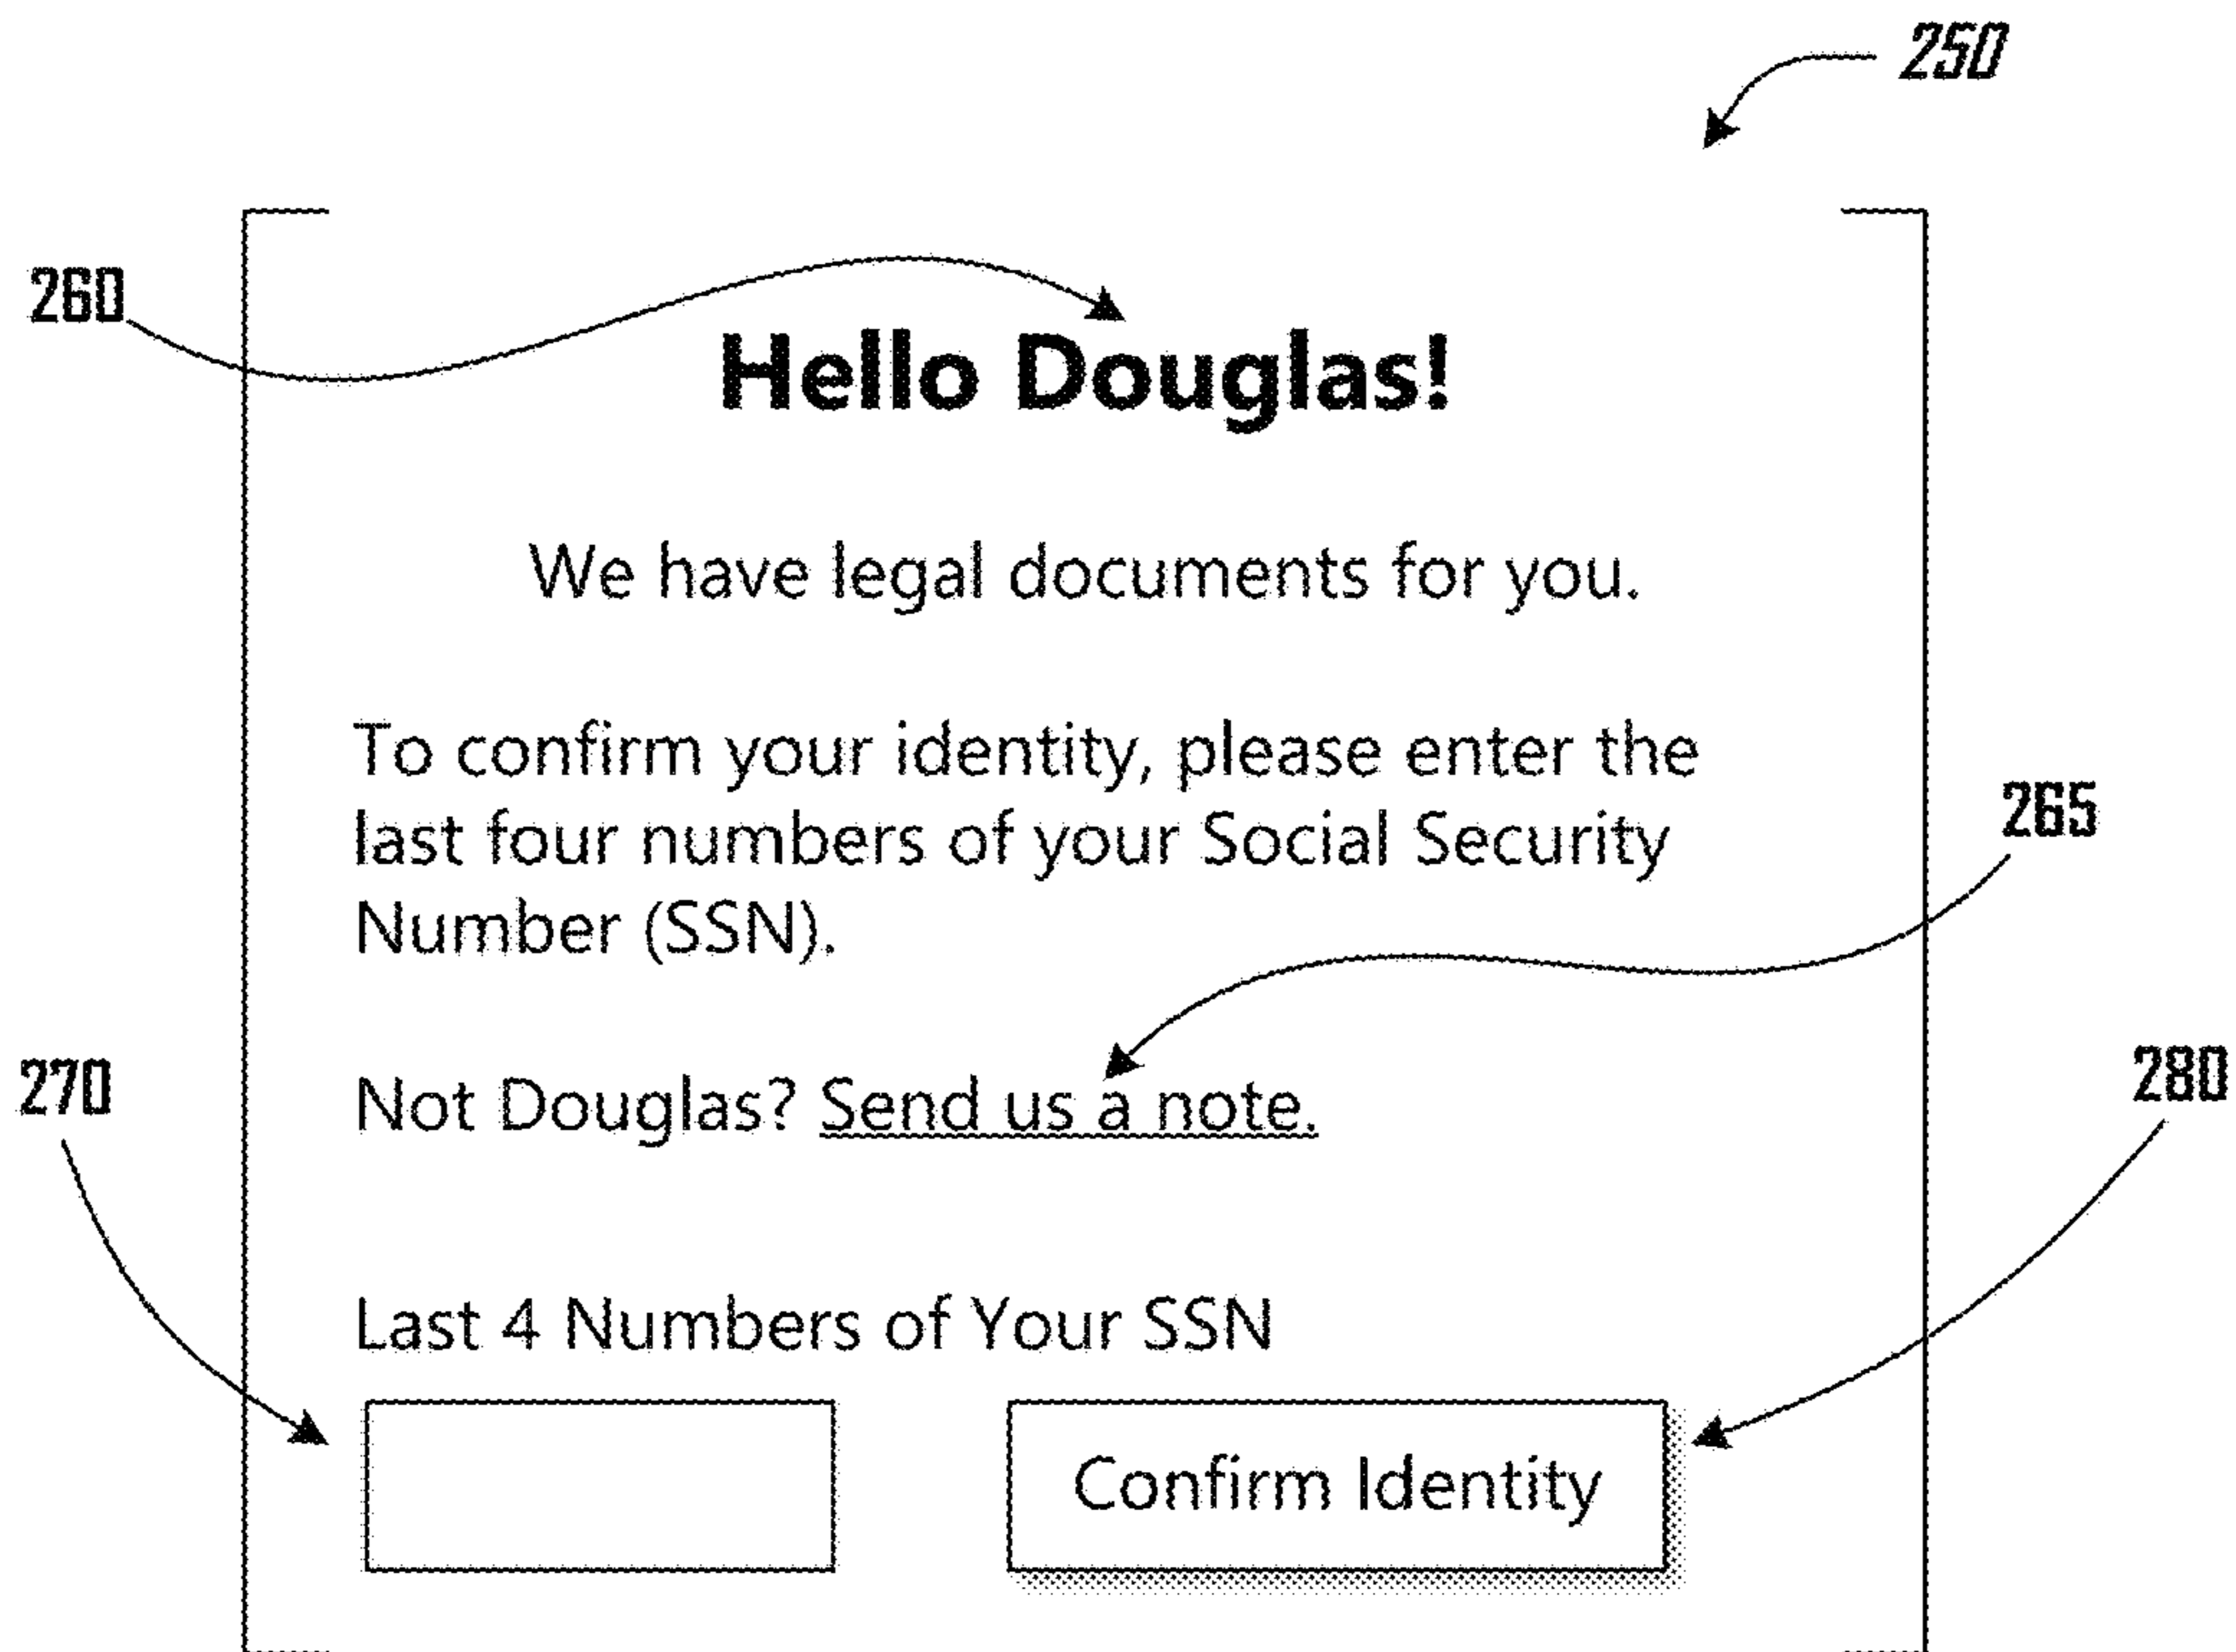 250
260
Hello Douglas!
We have legal documents for you.
To confirm your identity, please enter the
last four numbers of your Social Security
Number (SSN).
265
270
Not Douglas? Send us a note.
280
Last 4 Numbers of Your SSN
Confirm Identity